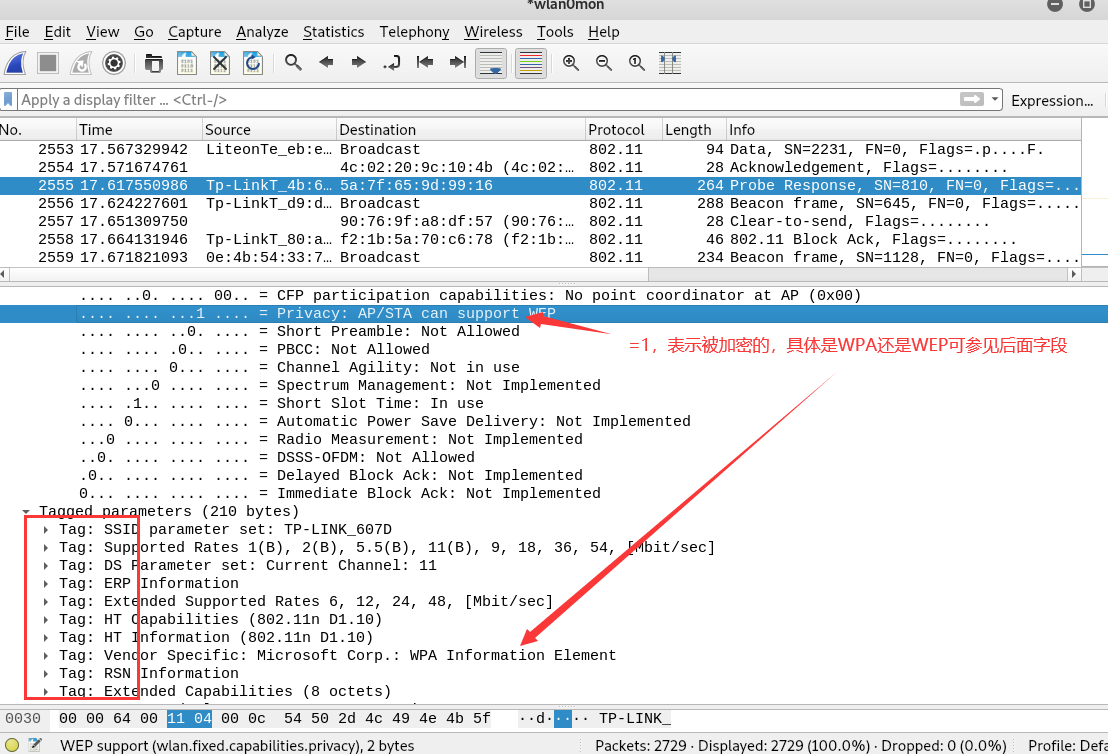 *wlan0mon
File Edit View Go Capture Analyze Statistics Telephony Wireless Tools Help
Apply a display filter … <Ctrl-/> Expression…
No. Time Source Destination Protocol Length Info
2553 17.567329942 LiteonTe_eb:e… Broadcast 802.11 94 Data, SN=2231, FN=0, Flags=.p....F.
2554 17.571674761 4c:02:20:9c:10:4b (4c:02:… 802.11 28 Acknowledgement, Flags=........
2555 17.617550986 Tp-LinkT_4b:6… 5a:7f:65:9d:99:16 802.11 264 Probe Response, SN=810, FN=0, Flags=...
2556 17.624227601 Tp-LinkT_d9:d… Broadcast 802.11 288 Beacon frame, SN=645, FN=0, Flags=.....
2557 17.651309750 90:76:9f:a8:df:57 (90:76:… 802.11 28 Clear-to-send, Flags=........
2558 17.664131946 Tp-LinkT_80:a… f2:1b:5a:70:c6:78 (f2:1b:… 802.11 46 802.11 Block Ack, Flags=........
2559 17.671821093 0e:4b:54:33:7… Broadcast 802.11 234 Beacon frame, SN=1128, FN=0, Flags=....
.... ..0. .... 00.. = CFP participation capabilities: No point coordinator at AP (0x00)
.... .... ...1 .... = Privacy: AP/STA can support WEP
.... .... ..0. .... = Short Preamble: Not Allowed
=1，表示被加密的，具体是WPA还是WEP可参见后面字段
.... .... .0.. .... = PBCC: Not Allowed
.... .... 0... .... = Channel Agility: Not in use
.... ...0 .... .... = Spectrum Management: Not Implemented
.... .1.. .... .... = Short Slot Time: In use
.... 0... .... .... = Automatic Power Save Delivery: Not Implemented
...0 .... .... .... = Radio Measurement: Not Implemented
..0. .... .... .... = DSSS-OFDM: Not Allowed
.0.. .... .... .... = Delayed Block Ack: Not Implemented
0... .... .... .... = Immediate Block Ack: Not Implemented
Tagged parameters (210 bytes)
Tag: SSID parameter set: TP-LINK_607D
Tag: Supported Rates 1(B), 2(B), 5.5(B), 11(B), 9, 18, 36, 54, [Mbit/sec]
Tag: DS Parameter set: Current Channel: 11
Tag: ERP Information
Tag: Extended Supported Rates 6, 12, 24, 48, [Mbit/sec]
Tag: HT Capabilities (802.11n D1.10)
Tag: HT Information (802.11n D1.10)
Tag: Vendor Specific: Microsoft Corp.: WPA Information Element
Tag: RSN Information
Tag: Extended Capabilities (8 octets)
0030 00 00 64 00 11 04 00 0c 54 50 2d 4c 49 4e 4b 5f ··d····· TP-LINK_
WEP support (wlan.fixed.capabilities.privacy), 2 bytes Packets: 2729 · Displayed: 2729 (100.0%) · Dropped: 0 (0.0%) Profile: Defa